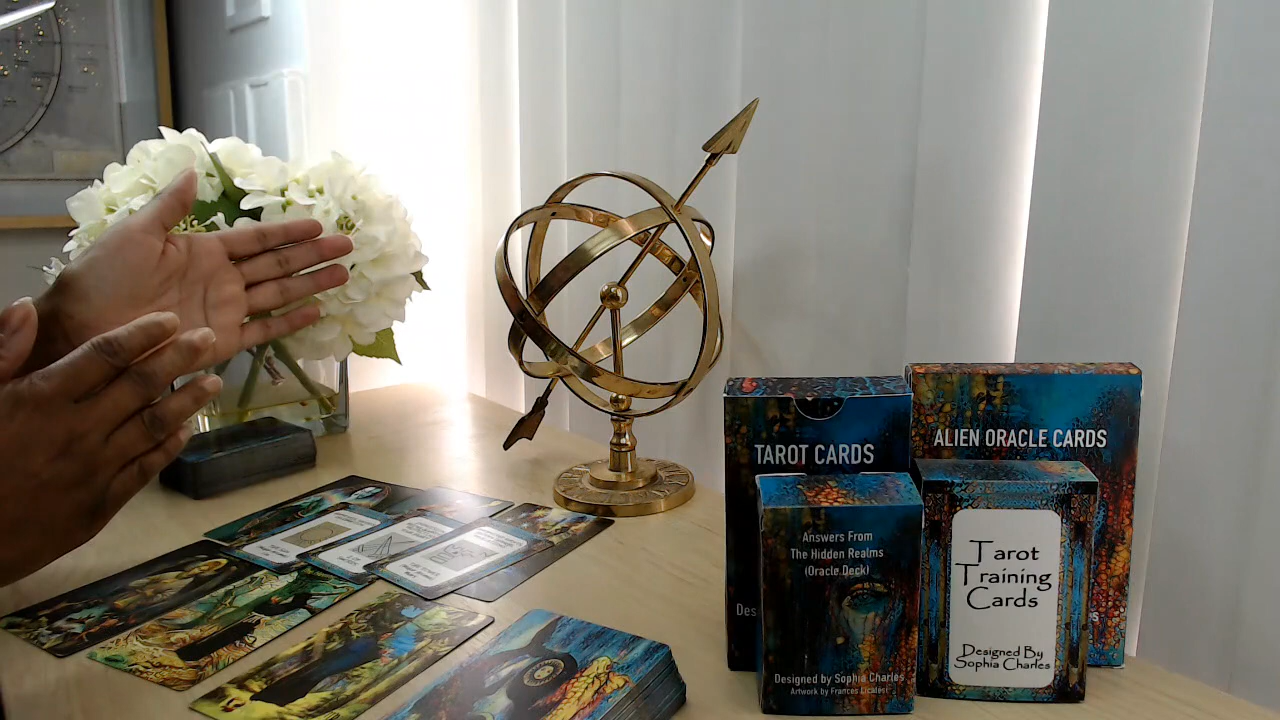 TAROT CARDS
Des
Answers From
The Hidden Realms
(Oracle Deck)
Designed by Sophia Charles
Artwork by Frances Licalesi
ALIEN ORACLE CARDS
Tarot
Training
Cards
Designed By
Sophia Charles